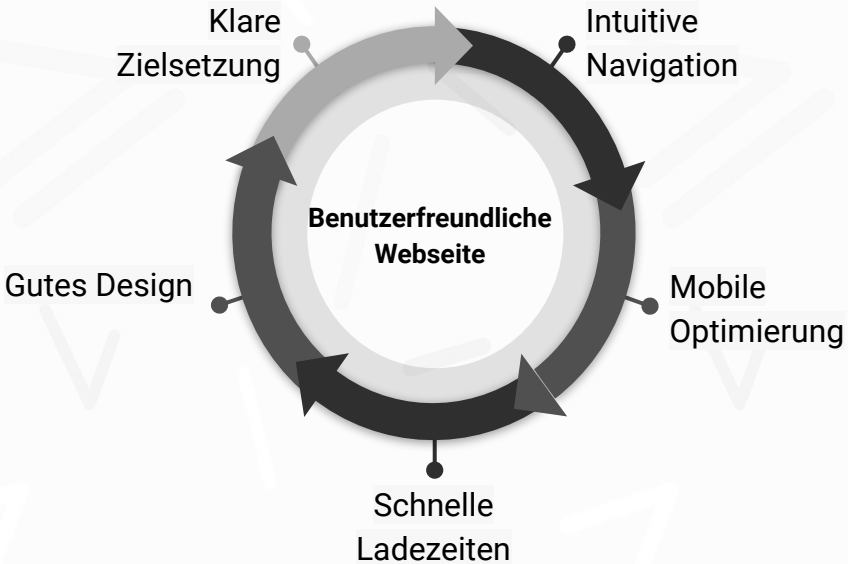 Klare
Zielsetzung
Intuitive
Navigation
Benutzerfreundliche
Webseite
Gutes Design
Mobile
Optimierung
Schnelle
Ladezeiten